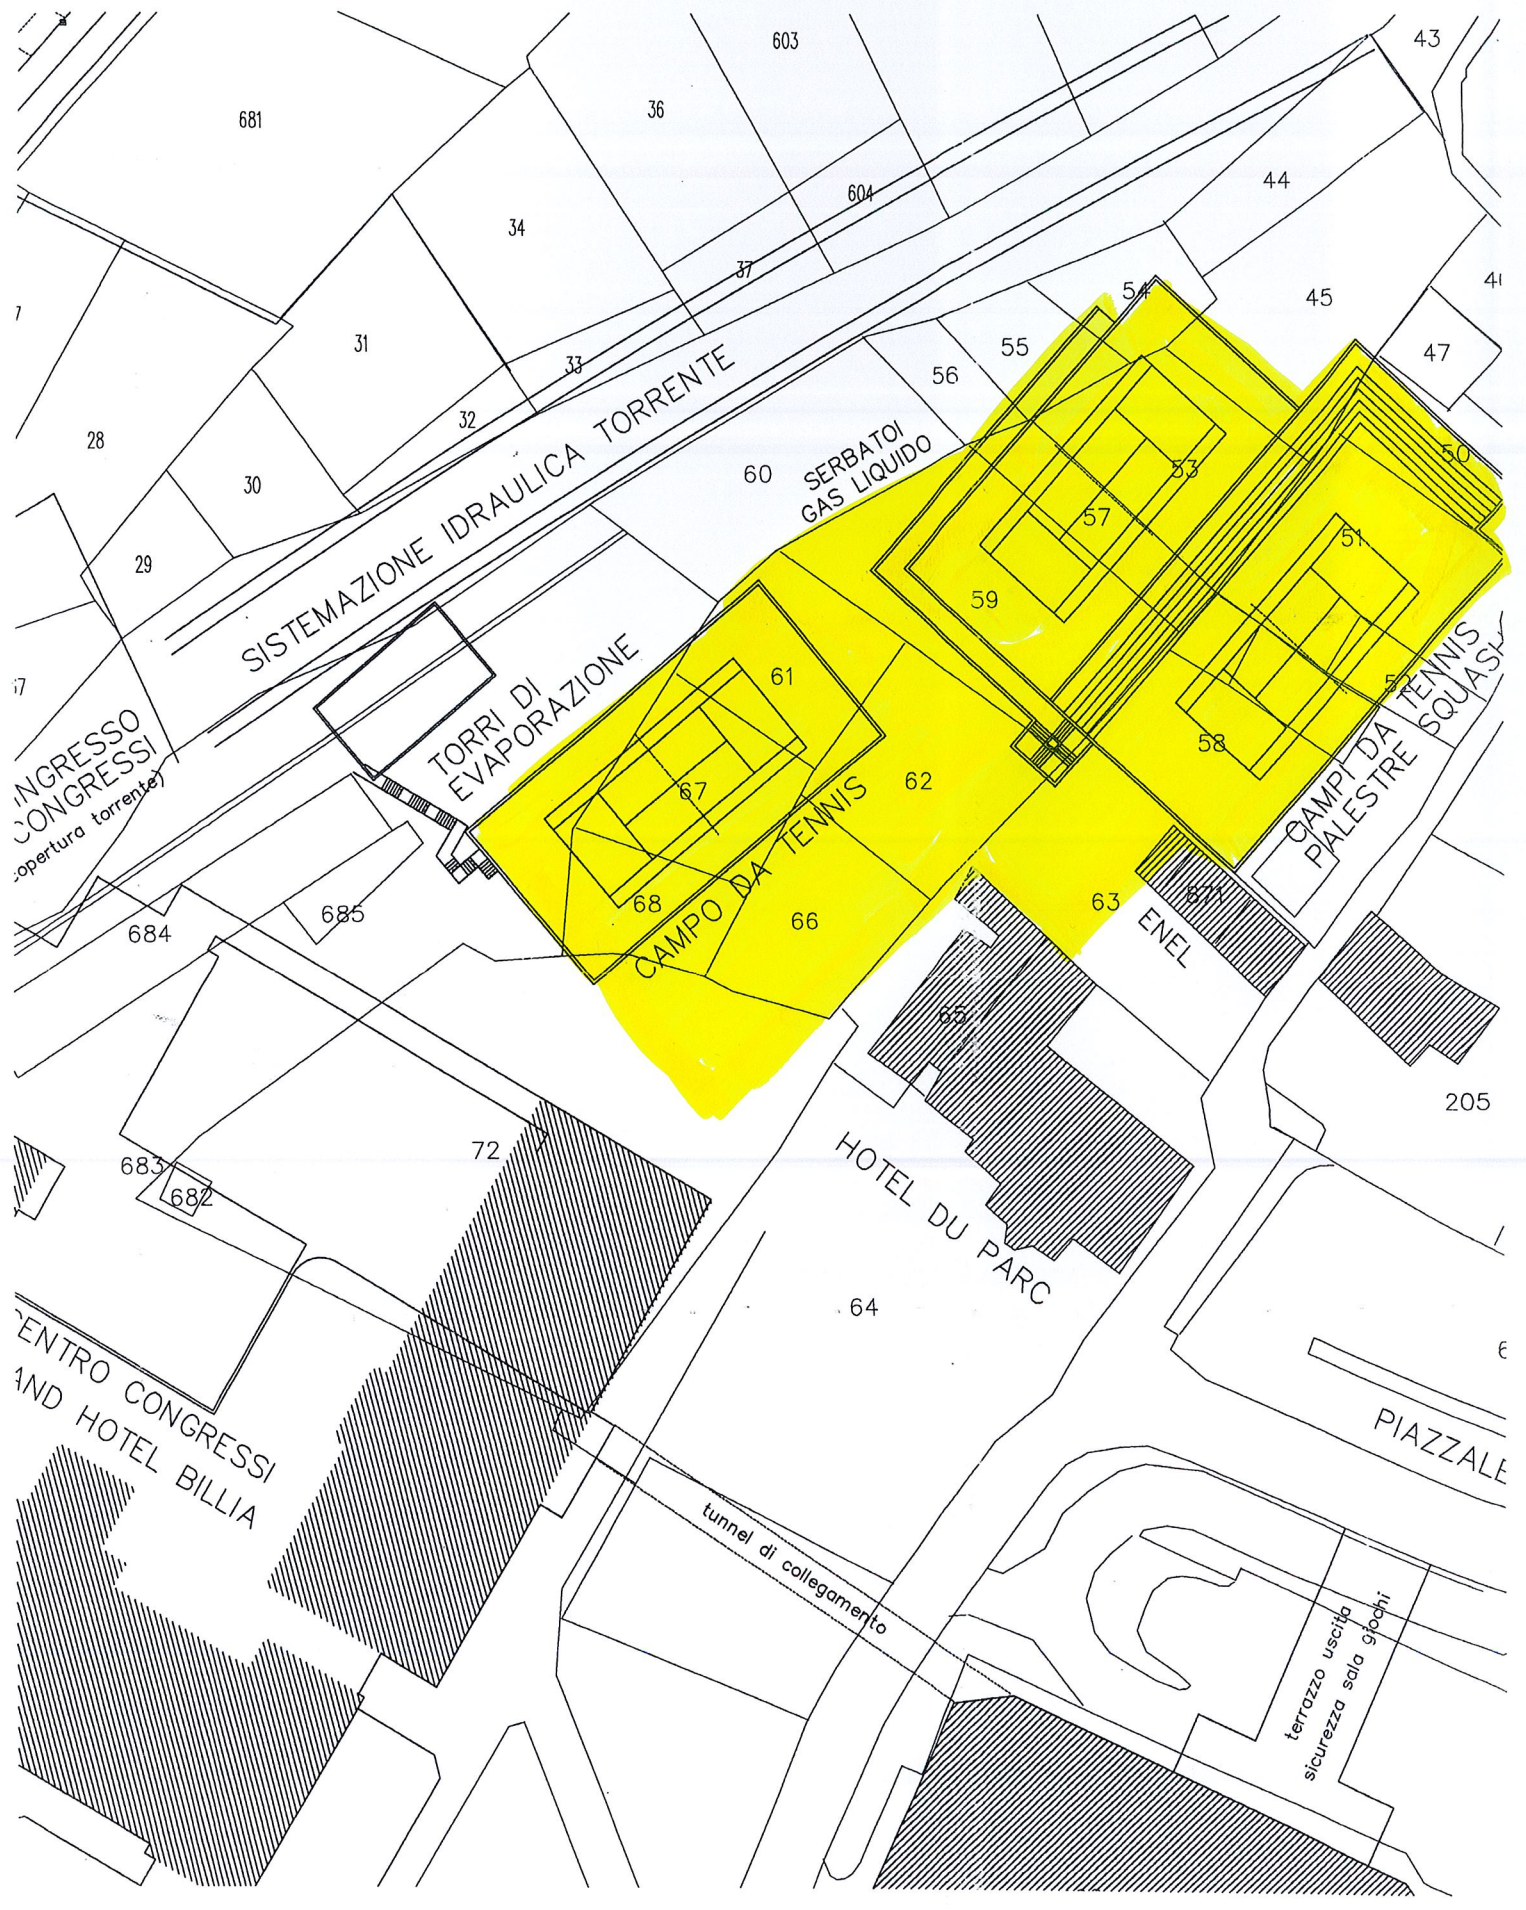 603
43
36
681
44
604
34
37
54
45
31
33
55
47
56
32
28
SISTEMAZIONE IDRAULICA TORRENTE
SERBATOI
GAS LIQUIDO
50
53
60
30
57
51
29
59
61
TORRI DI
EVAPORAZIONE
CAMPI DA TENNIS
PALESTRE SQUASH
52
INGRESSO
CONGRESSI
58
62
67
CAMPO DA TENNIS
871
63
68
685
66
684
ENEL
65
205
72
683
682
HOTEL DU PARC
64
CENTRO CONGRESSI
AND HOTEL BILLIA
PIAZZALE
tunnel di collegamento
terrazzo uscita
sicurezza sala giochi